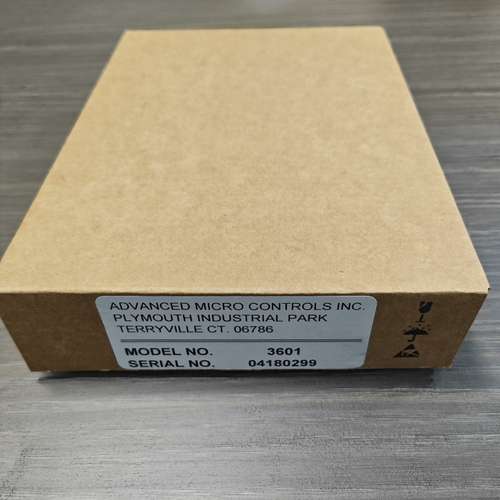 ADVANCED MICRO CONTROLS INC.
PLYMOUTH INDUSTRIAL PARK
TERRYVILLE CT. 06786
MODEL NO. 3601
SERIAL NO. 04180299